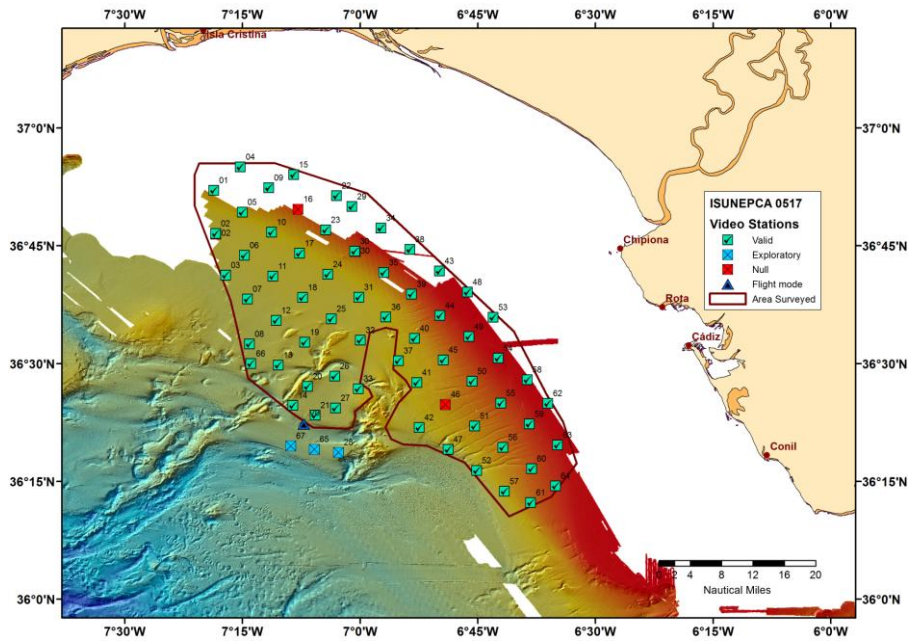 7°30'W 7°15'W 7°0'W 6°45'W 6°30'W 6°15'W 6°0'W
Isla Cristina
37°0'N 37°0'N
04 15
01 09 22
29
05 16
02 10 23 34
02 17 30 38
30
06 24 35 43
03 11
07 18 31 39 48
12 25 36 44 53
08 19 32 40 49
66 13 26 37 45 54
20 33 41 50 58
14 21 27 46 55 62
42 51 59
67 65 28 47 56 63
52 60
57 61 64
36°45'N 36°45'N
36°30'N 36°30'N
36°15'N 36°15'N
36°0'N 36°0'N
ISUNEPCA 0517
Video Stations
Valid
Exploratory
Null
Flight mode
Area Surveyed
Chipiona
Rota
Cádiz
Conil
0 2 4 8 12 16 20
Nautical Miles
7°30'W 7°15'W 7°0'W 6°45'W 6°30'W 6°15'W 6°0'W